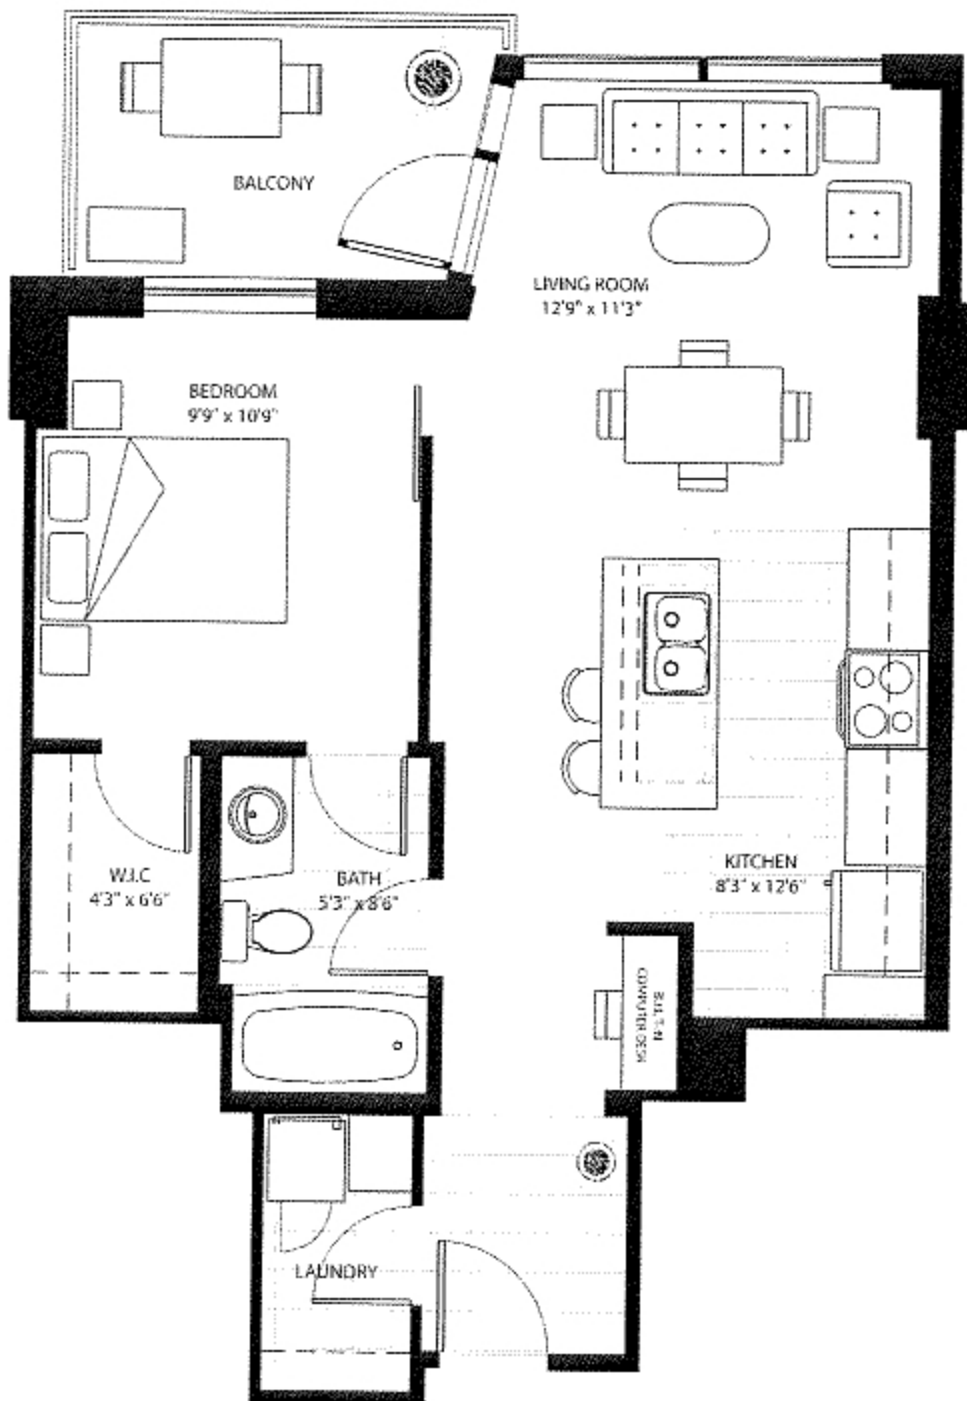 BALCONY
LIVING ROOM
12'9" x 11'3"
BEDROOM
9'9" x 10'9"
W.I.C
4'3" x 6'6"
BATH
5'3" x 8'6"
KITCHEN
8'3" x 12'6"
BUILT-IN
COMPUTER DESK
LAUNDRY